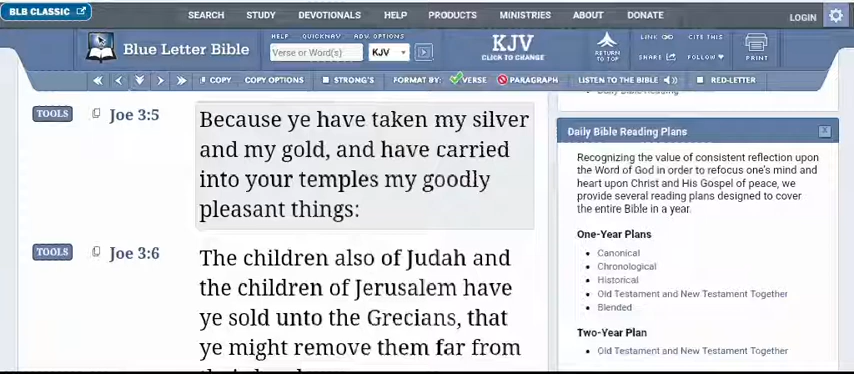 BLB CLASSIC
SEARCH STUDY DEVOTIONALS HELP PRODUCTS MINISTRIES ABOUT DONATE
LOGIN
Blue Letter Bible
HELP QUICKNAV ADV. OPTIONS
Verse or Word(s) KJV
KJV
CLICK TO CHANGE
RETURN
TO TOP
LINK CITE THIS
SHARE FOLLOW
PRINT
COPY COPY OPTIONS STRONG'S FORMAT BY: VERSE PARAGRAPH LISTEN TO THE BIBLE RED-LETTER
TOOLS Joe 3:5
Because ye have taken my silver
and my gold, and have carried
into your temples my goodly
pleasant things:
TOOLS Joe 3:6
The children also of Judah and
the children of Jerusalem have
ye sold unto the Grecians, that
ye might remove them far from
Daily Bible Reading
Daily Bible Reading Plans
Recognizing the value of consistent reflection upon
the Word of God in order to refocus one's mind and
heart upon Christ and His Gospel of peace, we
provide several reading plans designed to cover
the entire Bible in a year.
One-Year Plans
Canonical
Chronological
Historical
Old Testament and New Testament Together
Blended
Two-Year Plan
Old Testament and New Testament Together